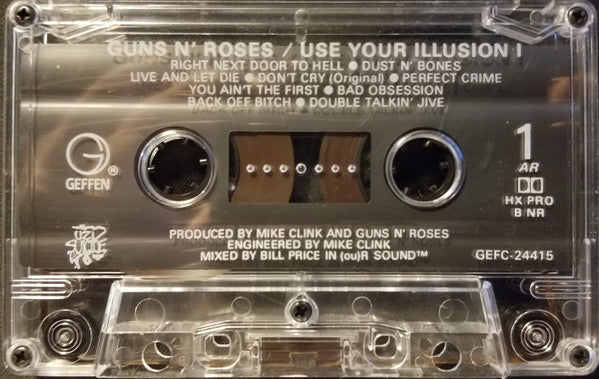 GUNS N' ROSES / USE YOUR ILLUSION I
RIGHT NEXT DOOR TO HELL ● DUST N' BONES
LIVE AND LET DIE ● DON'T CRY (Original) ● PERFECT CRIME
YOU AIN'T THE FIRST ● BAD OBSESSION
BACK OFF BITCH ● DOUBLE TALKIN' JIVE
G®
GEFFEN
1
AR
HX PRO
B NR
UZI
SUICIDE
PRODUCED BY MIKE CLINK AND GUNS N' ROSES
ENGINEERED BY MIKE CLINK
MIXED BY BILL PRICE IN (ou)R SOUND™
GEFC-24415